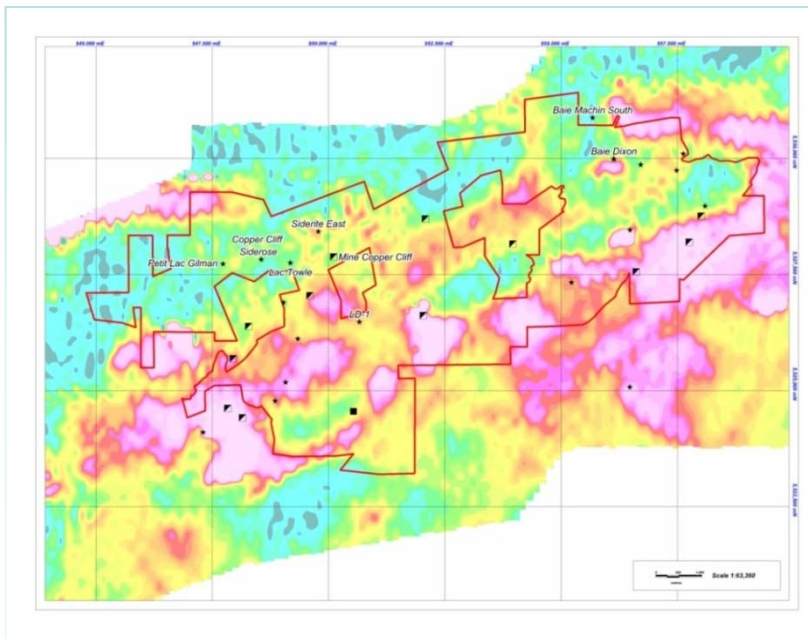 545,000 mE
547,500 mE
550,000 mE
552,500 mE
555,000 mE
557,500 mE
Baie Machin South
Baie Dixon
Siderite East
Copper Cliff
Siderose
Petit Lac Gilman
Mine Copper Cliff
Lac Towle
LD 1
Scale 1:63,360